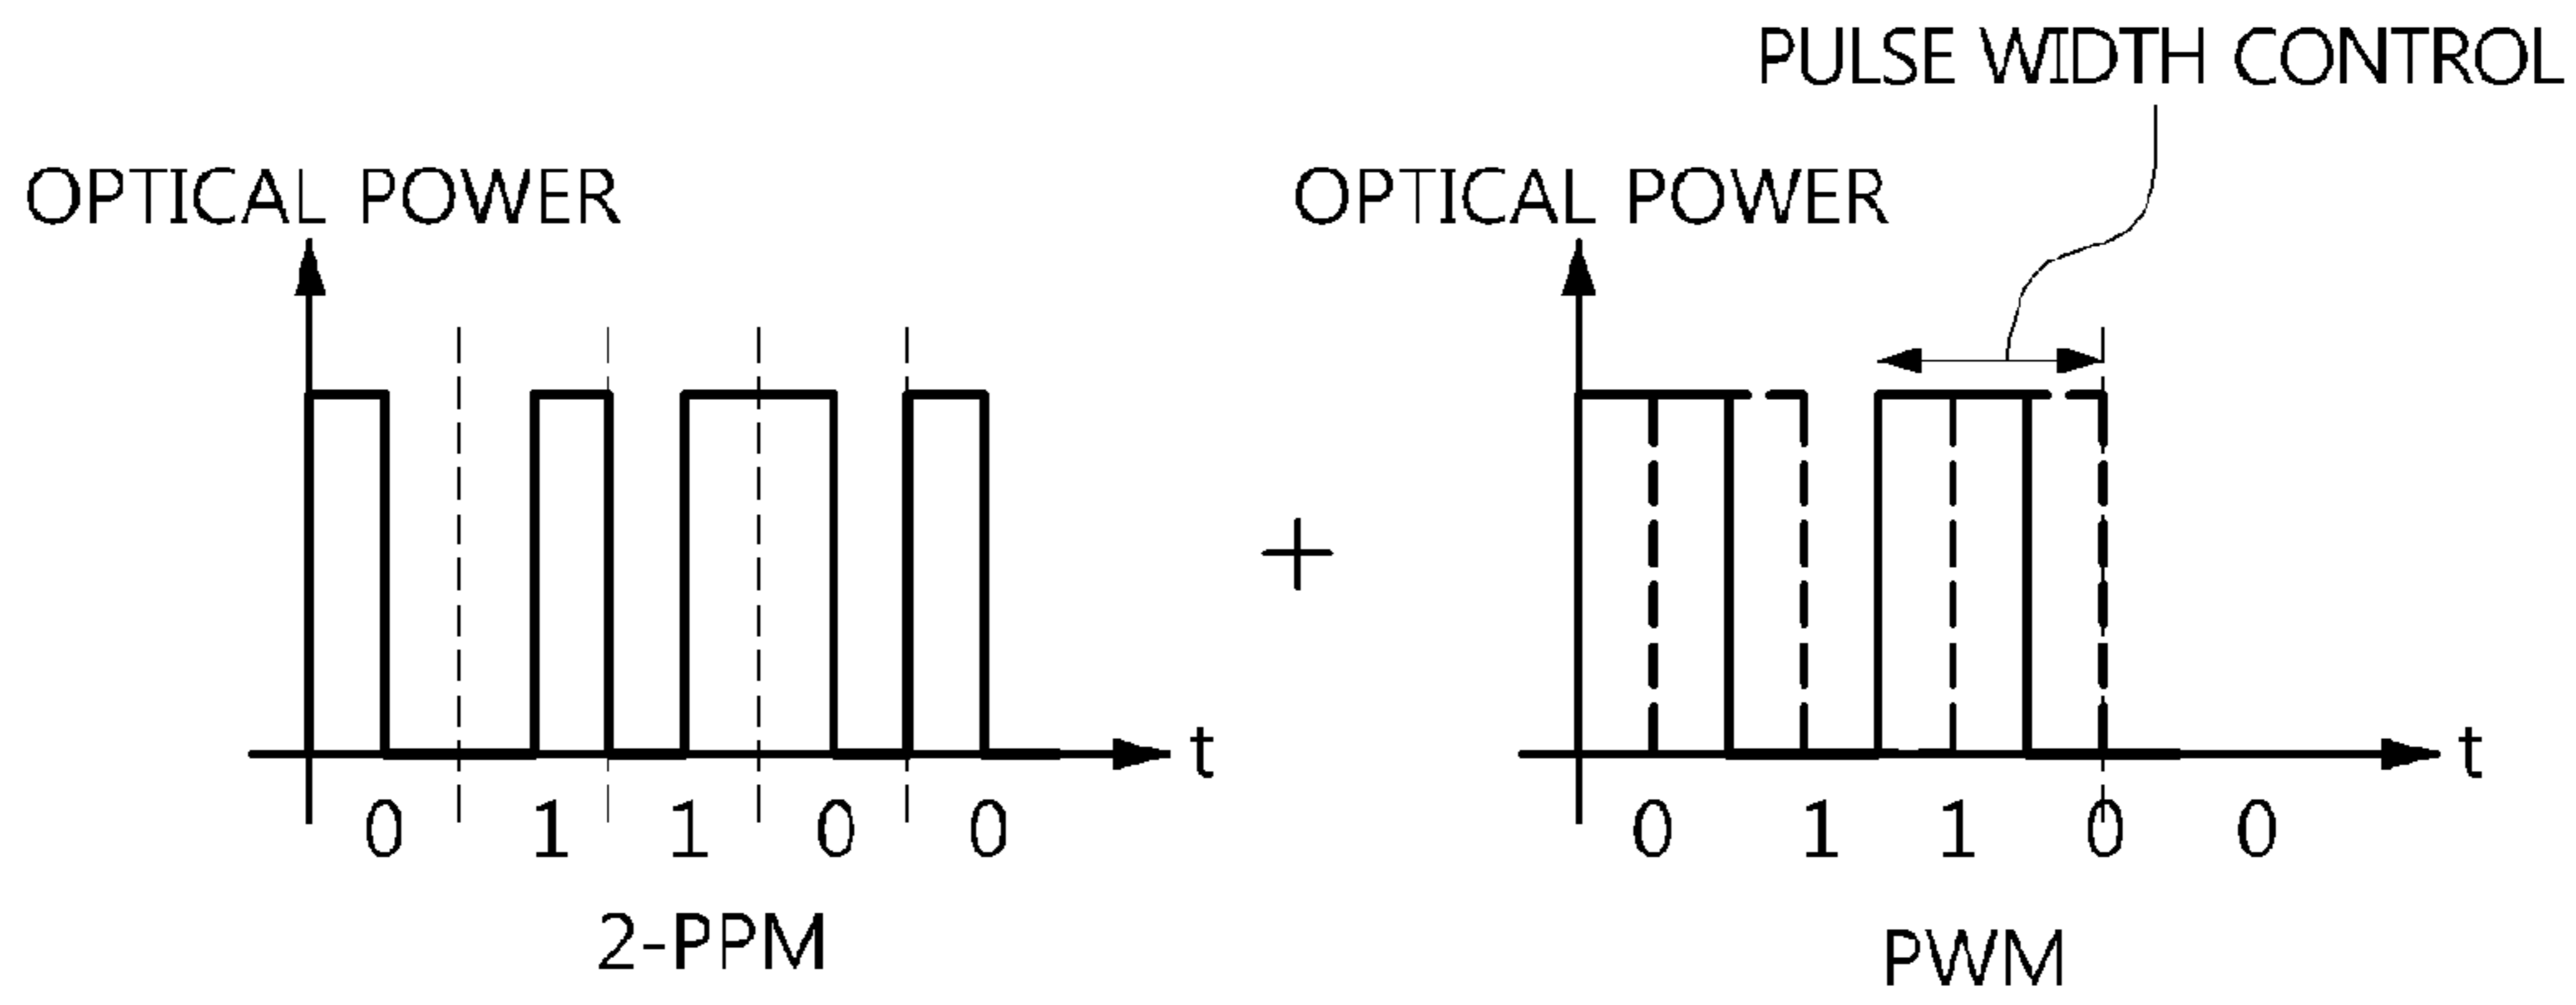 PULSE WIDTH CONTROL
OPTICAL POWER
OPTICAL POWER
+
t
t
0 1 1 0 0
0 1 1 0 0
2-PPM
PWM